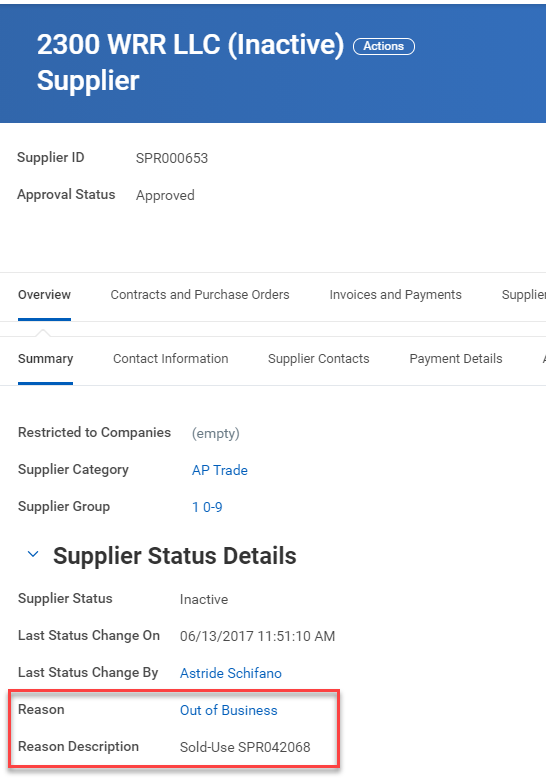 2300 WRR LLC (Inactive) Actions
Supplier
Supplier ID SPR000653
Approval Status Approved
Overview Contracts and Purchase Orders Invoices and Payments Supplier
Summary Contact Information Supplier Contacts Payment Details
Restricted to Companies (empty)
Supplier Category AP Trade
Supplier Group 1 0-9
Supplier Status Details
Supplier Status Inactive
Last Status Change On 06/13/2017 11:51:10 AM
Last Status Change By Astride Schifano
Reason Out of Business
Reason Description Sold-Use SPR042068